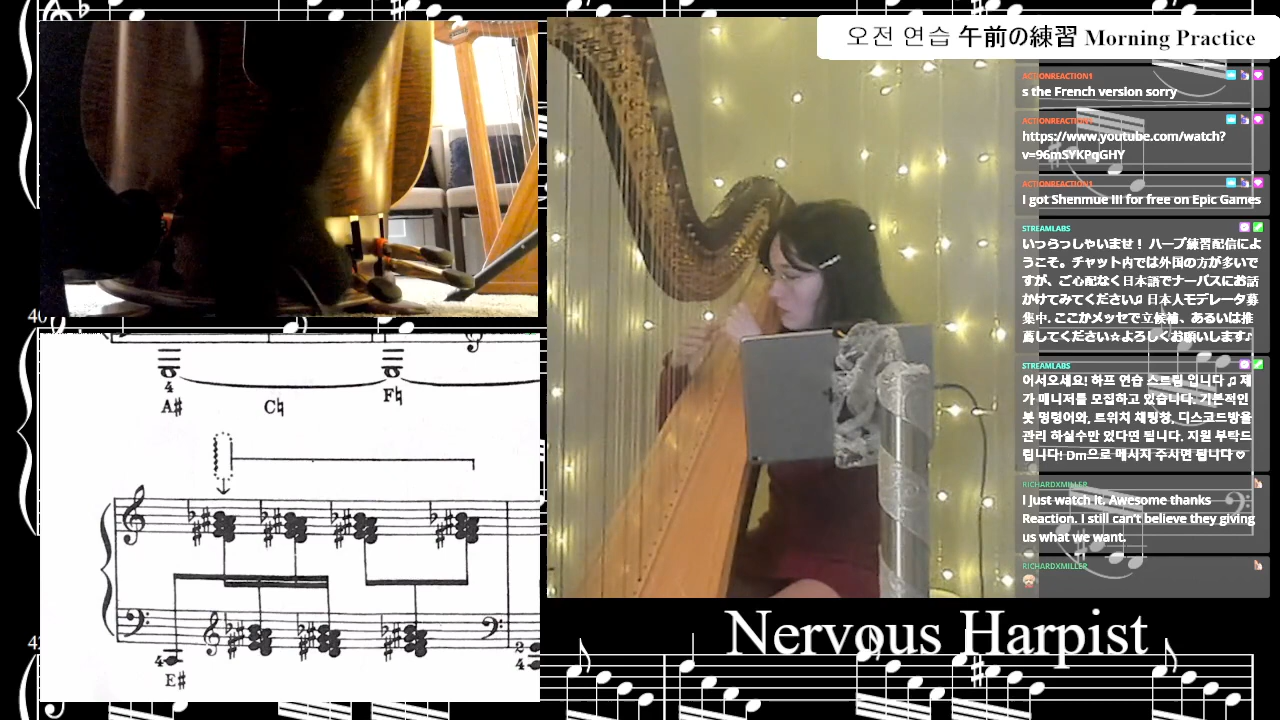 오전 연습 午前の練習 Morning Practice
ACTIONREACTION1
s the French version sorry
ACTIONREACTION1
https://www.youtube.com/watch?
v=96mSYKPqGHY
ACTIONREACTION1
I got Shenmue III for free on Epic Games
STREAMLABS
いつらつしゃいませ！ ハープ練習配信によ
うこそ。チャット内では外国の方が多いで
すが、ご心配なく日本語でナーバスにお話
かけてみてください♫ 日本人モデレータ募
集中. ここかメッセで立候補、あるいは推
薦してください☆よろしくお願いします♪
STREAMLABS
어서오세요! 하프 연습 스트림 입니다 ♫ 제
가 매니저를 모집하고 있습니다. 기본적인
봇 명령어와, 트위치 채팅창, 디스코드방을
관리 하실수만 있다면 됩니다. 지원 부탁드
립니다! Dm으로 메시지 주시면 됩니다 ♡
RICHARDXMILLER
I just watch it. Awesome thanks
Reaction. I still can't believe they giving
us what we want.
RICHARDXMILLER
4
A♯ C♮ F♮
4
E♯
2
4
Nervous Harpist